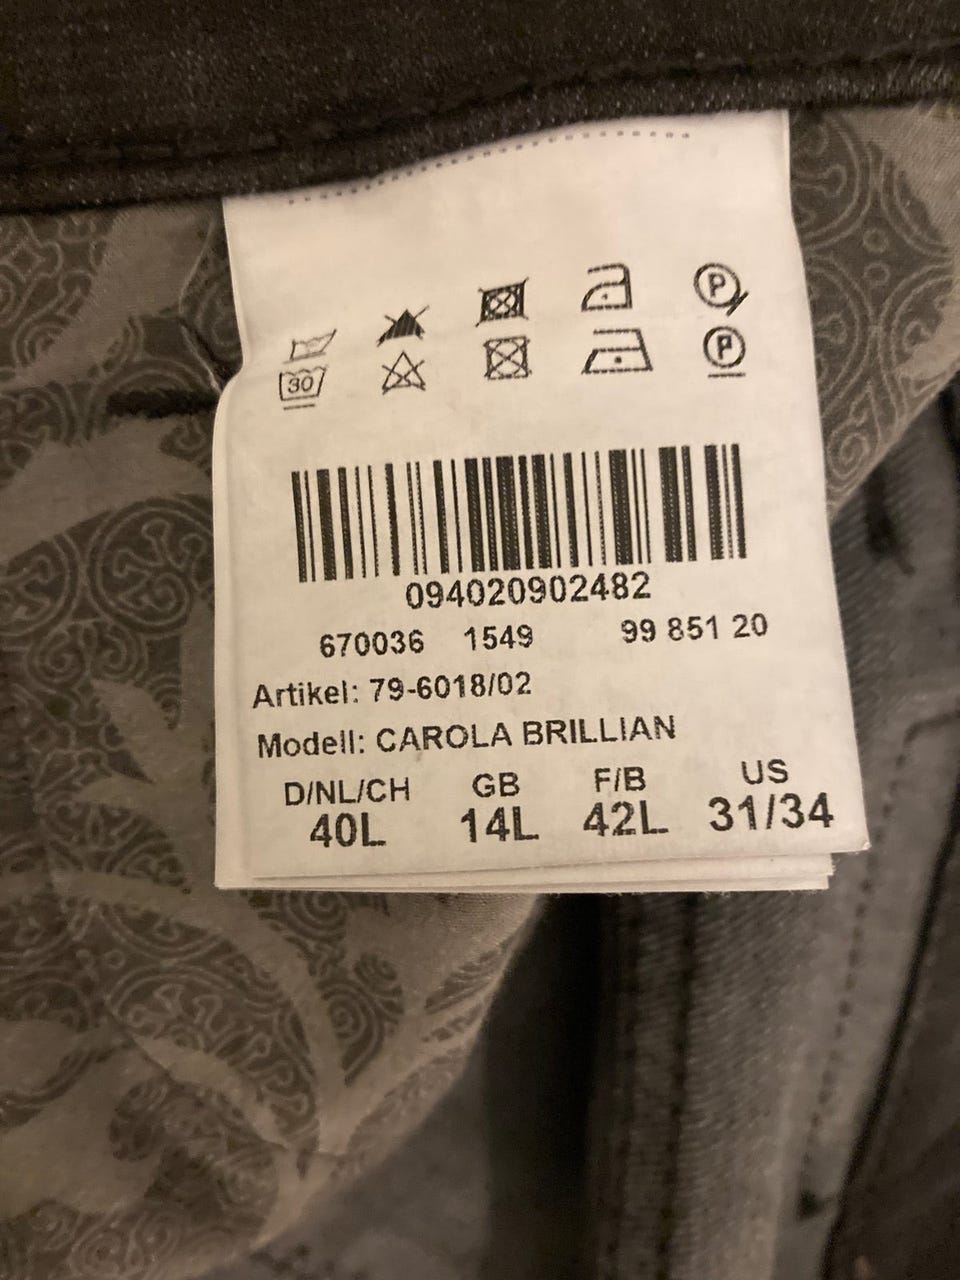 P
30 P
094020902482
670036 1549 99 851 20
Artikel: 79-6018/02
Modell: CAROLA BRILLIAN
D/NL/CH GB F/B US
40L 14L 42L 31/34